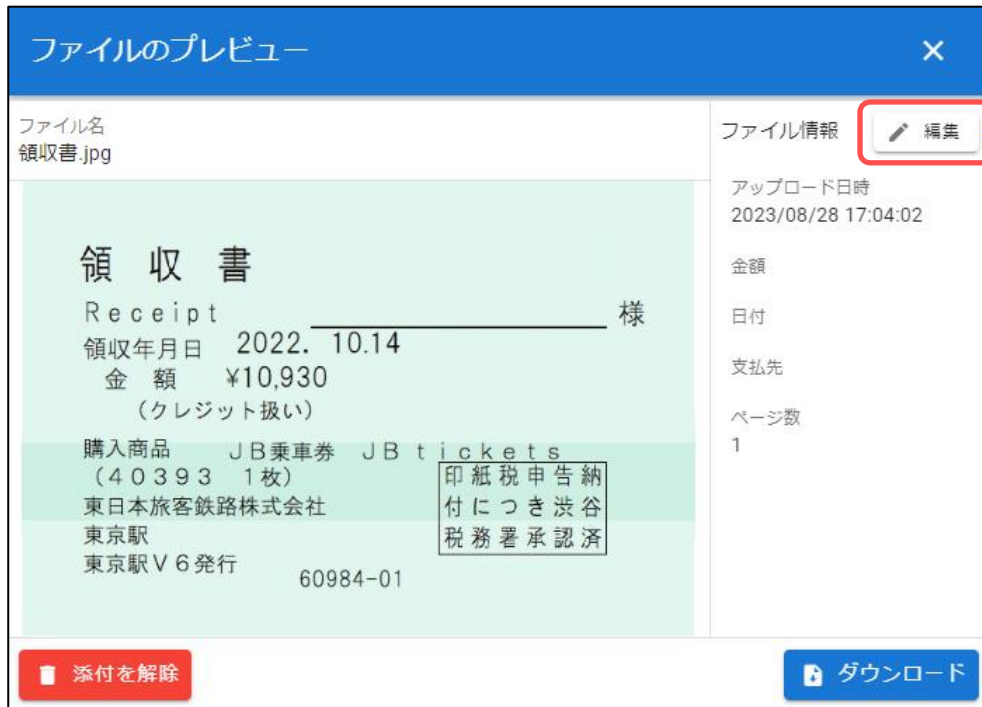 ファイルのプレビュー
ファイル名
領収書.jpg
領 収 書
Receipt 様
領収年月日 2022. 10.14
金 額 ¥10,930
(クレジット扱い)
購入商品 JB乗車券 JB tickets
(40393 1枚)
東日本旅客鉄路株式会社
東京駅
東京駅V6発行
60984-01
印紙税申告納
付につき渋谷
税務署承認済
ファイル情報
編集
アップロード日時
2023/08/28 17:04:02
金額
日付
支払先
ページ数
1
添付を解除
ダウンロード